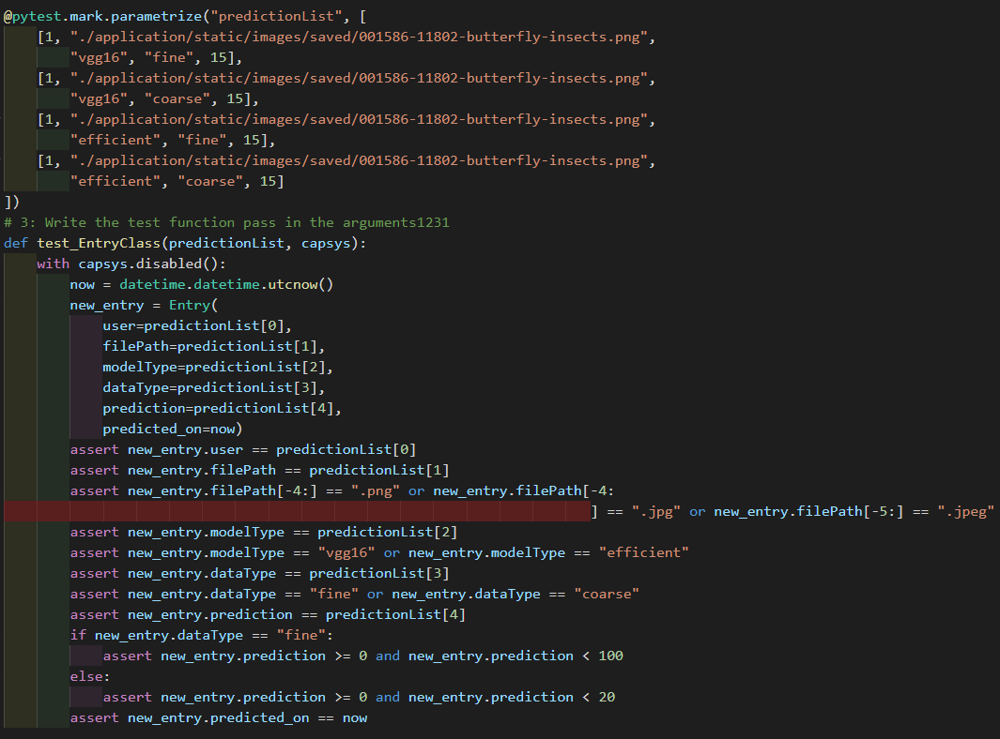 @pytest.mark.parametrize("predictionList", [
    [1, "./application/static/images/saved/001586-11802-butterfly-insects.png",
        "vgg16", "fine", 15],
    [1, "./application/static/images/saved/001586-11802-butterfly-insects.png",
        "vgg16", "coarse", 15],
    [1, "./application/static/images/saved/001586-11802-butterfly-insects.png",
        "efficient", "fine", 15],
    [1, "./application/static/images/saved/001586-11802-butterfly-insects.png",
        "efficient", "coarse", 15]
])
# 3: Write the test function pass in the arguments1231
def test_EntryClass(predictionList, capsys):
    with capsys.disabled():
        now = datetime.datetime.utcnow()
        new_entry = Entry(
            user=predictionList[0],
            filePath=predictionList[1],
            modelType=predictionList[2],
            dataType=predictionList[3],
            prediction=predictionList[4],
            predicted_on=now)
        assert new_entry.user == predictionList[0]
        assert new_entry.filePath == predictionList[1]
        assert new_entry.filePath[-4:] == ".png" or new_entry.filePath[-4:
                                                                       ] == ".jpg" or new_entry.filePath[-5:] == ".jpeg"
        assert new_entry.modelType == predictionList[2]
        assert new_entry.modelType == "vgg16" or new_entry.modelType == "efficient"
        assert new_entry.dataType == predictionList[3]
        assert new_entry.dataType == "fine" or new_entry.dataType == "coarse"
        assert new_entry.prediction == predictionList[4]
        if new_entry.dataType == "fine":
            assert new_entry.prediction >= 0 and new_entry.prediction < 100
        else:
            assert new_entry.prediction >= 0 and new_entry.prediction < 20
        assert new_entry.predicted_on == now